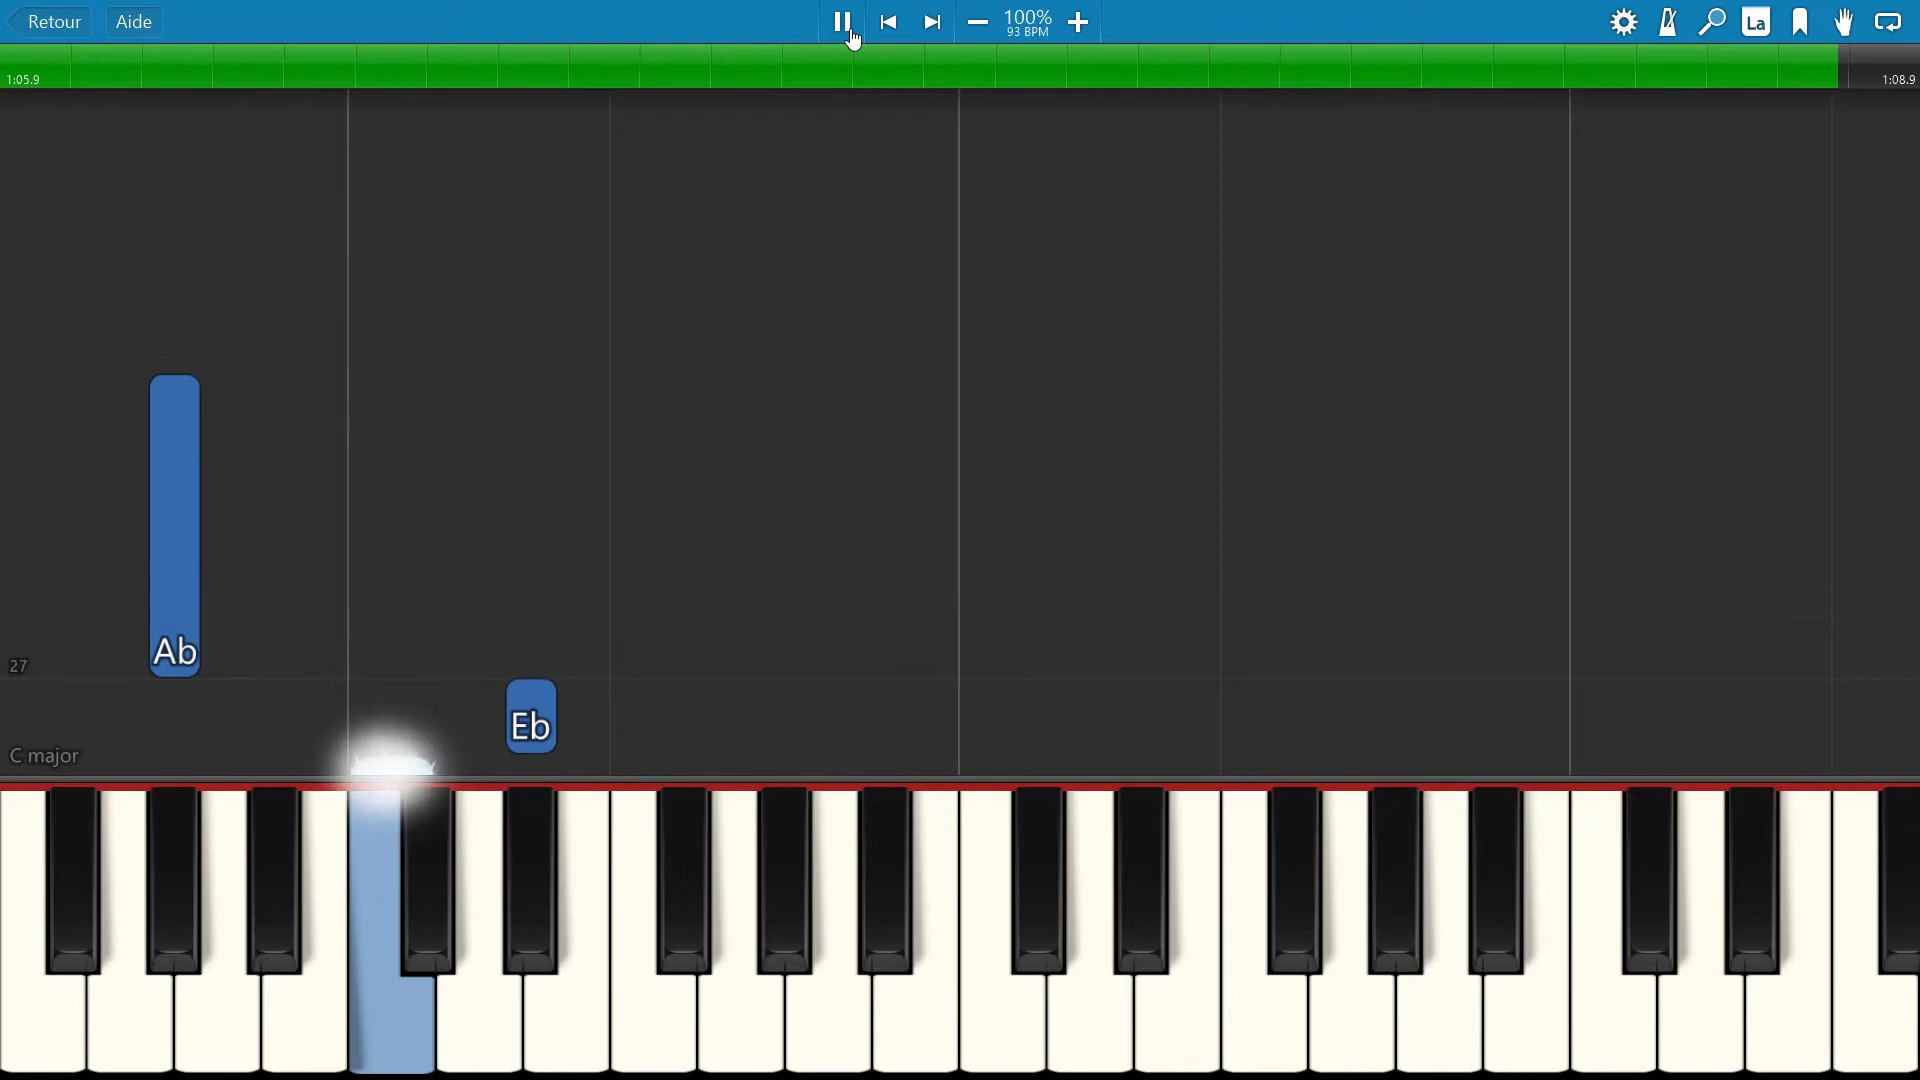 Retour
Aide
100%
93 BPM
La
1:05.9
1:08.9
Ab
27
Eb
C major